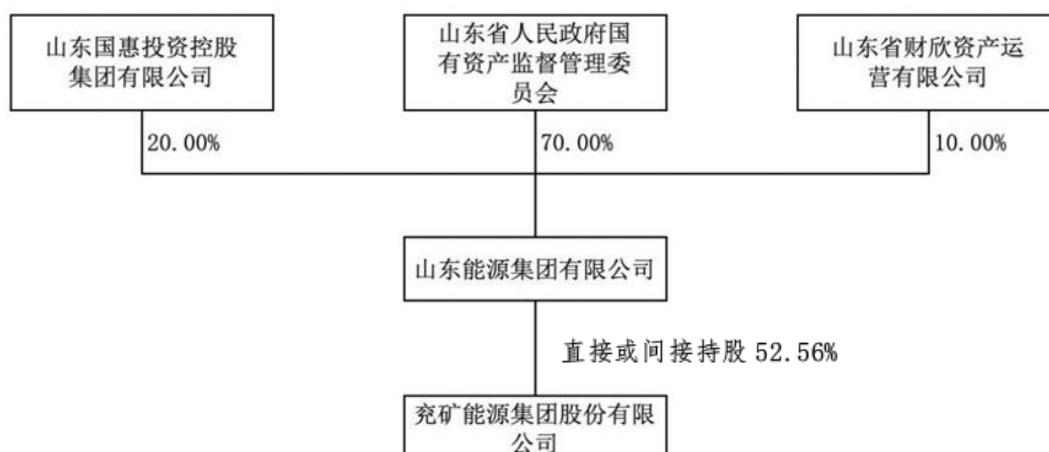 山东国惠投资控股
集团有限公司
山东省人民政府国
有资产监督管理委
员会
山东省财欣资产运
营有限公司
20.00%
70.00%
10.00%
山东能源集团有限公司
直接或间接持股 52.56%
兖矿能源集团股份有限
公司